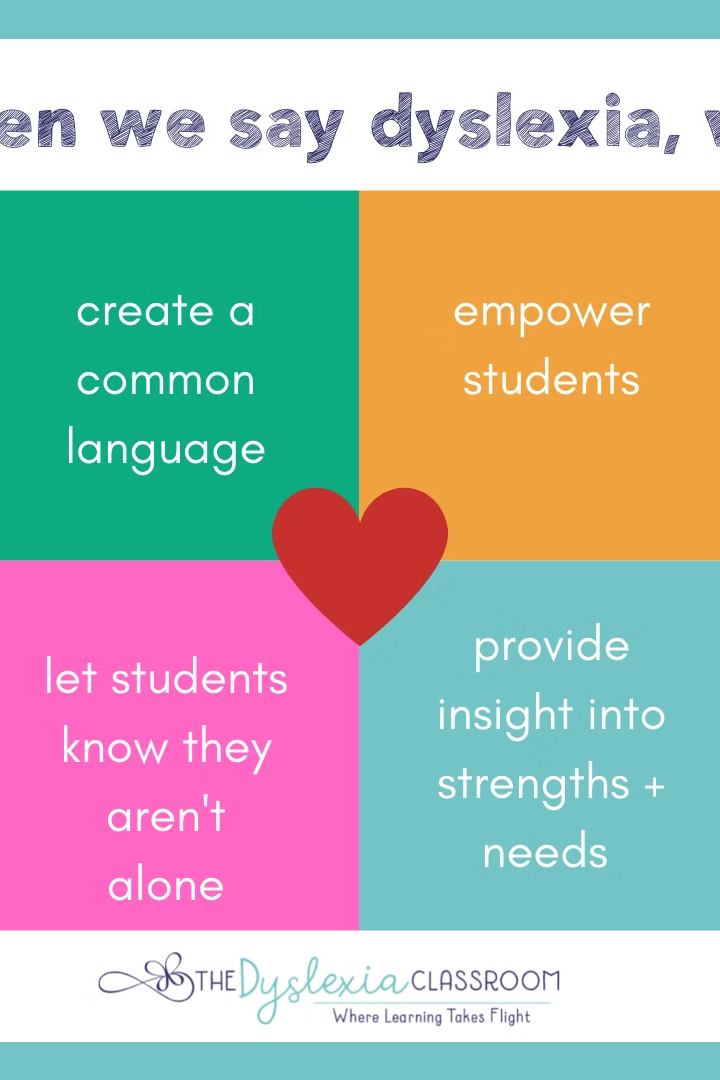 en we say dyslexia, w
create a
common
language
empower
students
let students
know they
aren't
alone
provide
insight into
strengths +
needs
THE Dyslexia CLASSROOM
Where Learning Takes Flight